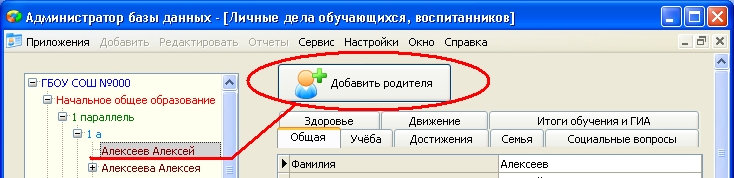 Администратор базы данных - [Личные дела обучающихся, воспитанников]
Приложения Добавить Редактировать Отчеты Сервис Настройки Окно Справка
Добавить родителя
ГБОУ СОШ №000
Начальное общее образование
1 параллель
1 а
Алексеев Алексей
Алексеева Алексея
Здоровье Движение Итоги обучения и ГИА
Общая Учёба Достижения Семья Социальные вопросы
Фамилия Алексеев